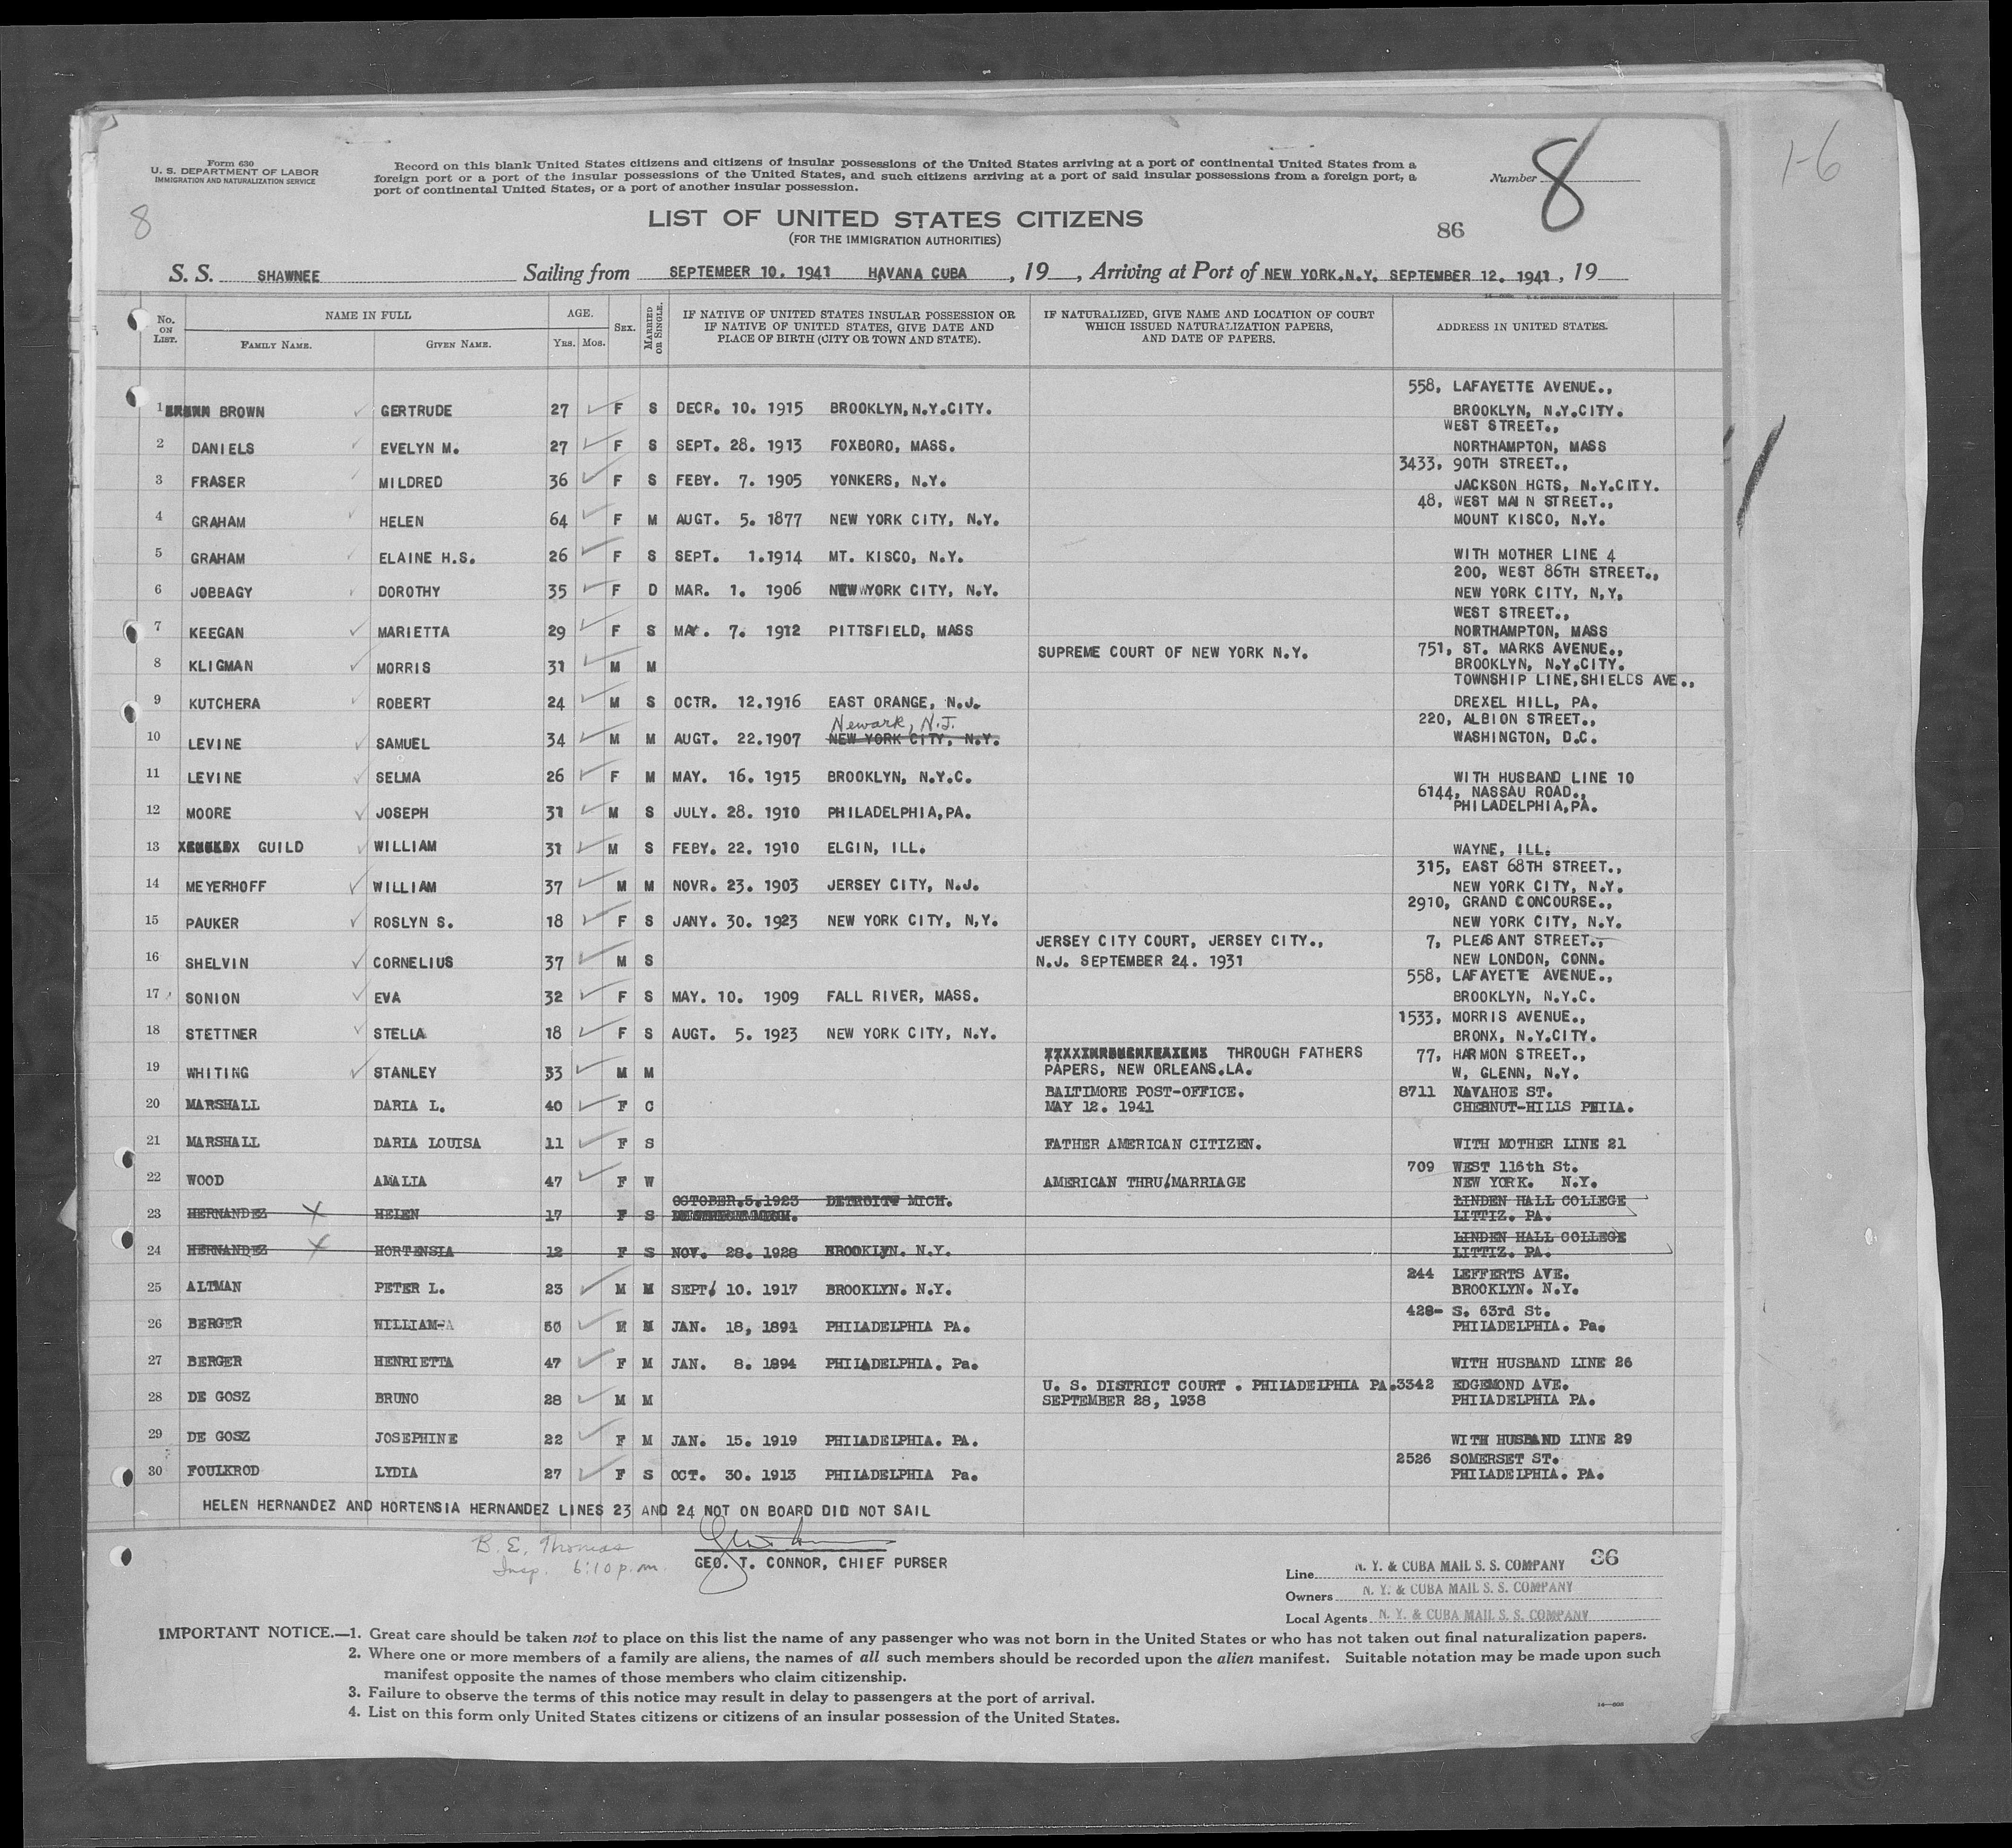 Form 630
U. S. DEPARTMENT OF LABOR
IMMIGRATION AND NATURALIZATION SERVICE
Record on this blank United States citizens and citizens of insular possessions of the United States arriving at a port of continental United States from a
foreign port or a port of the insular possessions of the United States, and such citizens arriving at a port of said insular possessions from a foreign port, a
port of continental United States, or a port of another insular possession.
Number 8
1-6
8
LIST OF UNITED STATES CITIZENS
(FOR THE IMMIGRATION AUTHORITIES)
86
S. S. SHAWNEE Sailing from SEPTEMBER 10. 1941 HAVANA CUBA , 19 , Arriving at Port of NEW YORK.N.Y. SEPTEMBER 12. 1941 , 19
No. ON LIST. NAME IN FULL FAMILY NAME. GIVEN NAME. AGE. YRS. MOS. SEX. MARRIED OR SINGLE. IF NATIVE OF UNITED STATES INSULAR POSSESSION OR IF NATIVE OF UNITED STATES, GIVE DATE AND PLACE OF BIRTH (CITY OR TOWN AND STATE). IF NATURALIZED, GIVE NAME AND LOCATION OF COURT WHICH ISSUED NATURALIZATION PAPERS, AND DATE OF PAPERS. ADDRESS IN UNITED STATES.
558, LAFAYETTE AVENUE.,
1 BROWN GERTRUDE 27 F S DECR. 10. 1915 BROOKLYN, N.Y.CITY. BROOKLYN, N.Y.CITY.
WEST STREET.,
2 DANIELS EVELYN M. 27 F S SEPT. 28. 1913 FOXBORO, MASS. NORTHAMPTON, MASS
3433, 90TH STREET.,
3 FRASER MILDRED 36 F S FEBY. 7. 1905 YONKERS, N.Y. JACKSON HGTS, N.Y.CITY.
48, WEST MAIN STREET.,
4 GRAHAM HELEN 64 F M AUGT. 5. 1877 NEW YORK CITY, N.Y. MOUNT KISCO, N.Y.
5 GRAHAM ELAINE H.S. 26 F S SEPT. 1.1914 MT. KISCO, N.Y. WITH MOTHER LINE 4
200, WEST 86TH STREET.,
6 JOBBAGY DOROTHY 35 F D MAR. 1. 1906 NEW YORK CITY, N.Y. NEW YORK CITY, N,Y,
WEST STREET.,
7 KEEGAN MARIETTA 29 F S MAY. 7. 1912 PITTSFIELD, MASS NORTHAMPTON, MASS
SUPREME COURT OF NEW YORK N.Y. 751, ST. MARKS AVENUE.,
8 KLIGMAN MORRIS 31 M M BROOKLYN, N.Y.CITY.
TOWNSHIP LINE,SHIELDS AVE.,
9 KUTCHERA ROBERT 24 M S OCTR. 12.1916 EAST ORANGE, N.J. DREXEL HILL, PA.
Newark, N.J. 220, ALBION STREET.,
10 LEVINE SAMUEL 34 M M AUGT. 22.1907 NEW YORK CITY, N.Y. WASHINGTON, D.C.
11 LEVINE SELMA 26 F M MAY. 16. 1915 BROOKLYN, N.Y.C. WITH HUSBAND LINE 10
6144, NASSAU ROAD.,
12 MOORE JOSEPH 31 M S JULY. 28. 1910 PHILADELPHIA,PA. PHILADELPHIA,PA.
13 GUILD WILLIAM 31 M S FEBY. 22. 1910 ELGIN, ILL. WAYNE, ILL.
315, EAST 68TH STREET.,
14 MEYERHOFF WILLIAM 37 M M NOVR. 23. 1903 JERSEY CITY, N.J. NEW YORK CITY, N.Y.
2910, GRAND CONCOURSE.,
15 PAUKER ROSLYN S. 18 F S JANY. 30. 1923 NEW YORK CITY, N,Y. NEW YORK CITY, N.Y.
JERSEY CITY COURT, JERSEY CITY., 7, PLEASANT STREET.,
16 SHELVIN CORNELIUS 37 M S N.J. SEPTEMBER 24. 1931 NEW LONDON, CONN.
558, LAFAYETTE AVENUE.,
17 SONION EVA 32 F S MAY. 10. 1909 FALL RIVER, MASS. BROOKLYN, N.Y.C.
1533, MORRIS AVENUE.,
18 STETTNER STELLA 18 F S AUGT. 5. 1923 NEW YORK CITY, N.Y. BRONX, N.Y.CITY.
THROUGH FATHERS 77, HARMON STREET.,
19 WHITING STANLEY 33 M M PAPERS, NEW ORLEANS.LA. W, GLENN, N.Y.
BALTIMORE POST-OFFICE. 8711 NAVAHOE ST.
20 MARSHALL DARIA L. 40 F C MAY 12. 1941 CHESNUT-HILLS PHIIA.
21 MARSHALL DARIA LOUISA 11 F S FATHER AMERICAN CITIZEN. WITH MOTHER LINE 21
709 WEST 116th St.
22 WOOD AMALIA 47 F W AMERICAN THRU/MARRIAGE NEW YORK. N.Y.
OCTOBER.5.1923 DETROIT MICH. LINDEN HALL COLLEGE
23 HERNANDEZ X HELEN 17 F S LITTIZ. PA.
LINDEN HALL COLLEGE
24 HERNANDEZ X HORTENSIA 12 F S NOV. 28. 1928 BROOKLYN. N.Y. LITTIZ. PA.
244 LEFFERTS AVE.
25 ALTMAN PETER L. 23 M M SEPT/ 10. 1917 BROOKLYN. N.Y. BROOKLYN. N.Y.
428- S. 63rd St.
26 BERGER WILLIAM-A 50 M M JAN. 18, 1891 PHILADELPHIA PA. PHILADELPHIA. Pa.
27 BERGER HENRIETTA 47 F M JAN. 8. 1894 PHILADELPHIA. Pa. WITH HUSBAND LINE 26
U. S. DISTRICT COURT . PHILADELPHIA PA. 3342 EDGEMOND AVE.
28 DE GOSZ BRUNO 28 M M SEPTEMBER 28, 1938 PHILADELPHIA PA.
29 DE GOSZ JOSEPHINE 22 F M JAN. 15. 1919 PHILADELPHIA. PA. WITH HUSBAND LINE 29
2526 SOMERSET ST.
30 FOULKROD LYDIA 27 F S OCT. 30. 1913 PHILADELPHIA Pa. PHILADELPHIA. PA.
HELEN HERNANDEZ AND HORTENSIA HERNANDEZ LINES 23 AND 24 NOT ON BOARD DID NOT SAIL
B. E. Thomas
Insp. 6:10 p.m.
GEO. T. CONNOR, CHIEF PURSER
Line N. Y. & CUBA MAIL S. S. COMPANY 86
Owners N. Y. & CUBA MAIL S. S. COMPANY
Local Agents N. Y. & CUBA MAIL S. S. COMPANY
IMPORTANT NOTICE.—1. Great care should be taken not to place on this list the name of any passenger who was not born in the United States or who has not taken out final naturalization papers.
2. Where one or more members of a family are aliens, the names of all such members should be recorded upon the alien manifest. Suitable notation may be made upon such
manifest opposite the names of those members who claim citizenship.
3. Failure to observe the terms of this notice may result in delay to passengers at the port of arrival.
4. List on this form only United States citizens or citizens of an insular possession of the United States.